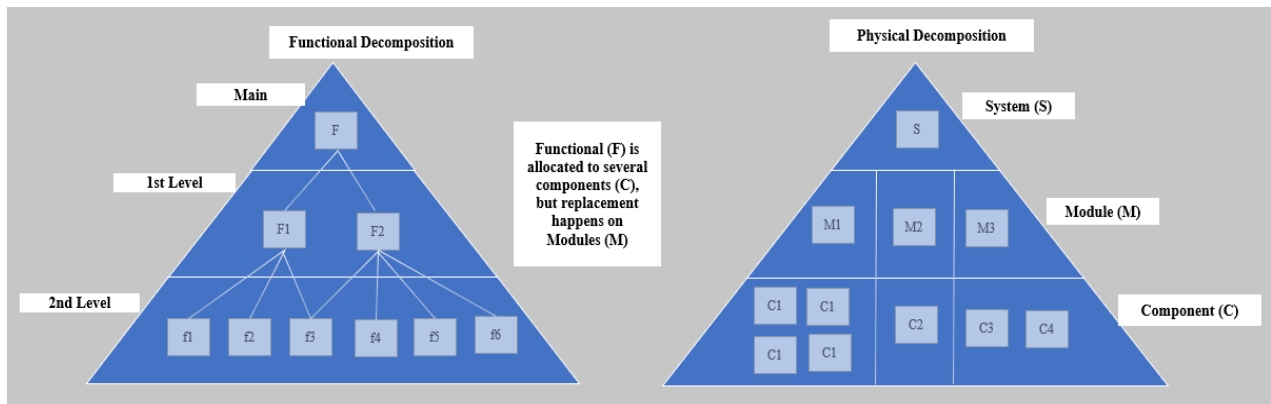 Functional Decomposition
Physical Decomposition
Main
F
1st Level
F1
F2
2nd Level
f1
f2
f3
f4
f5
f6
Functional (F) is
allocated to several
components (C),
but replacement
happens on
Modules (M)
System (S)
S
Module (M)
M1
M2
M3
Component (C)
C1
C1
C1
C1
C2
C3
C4